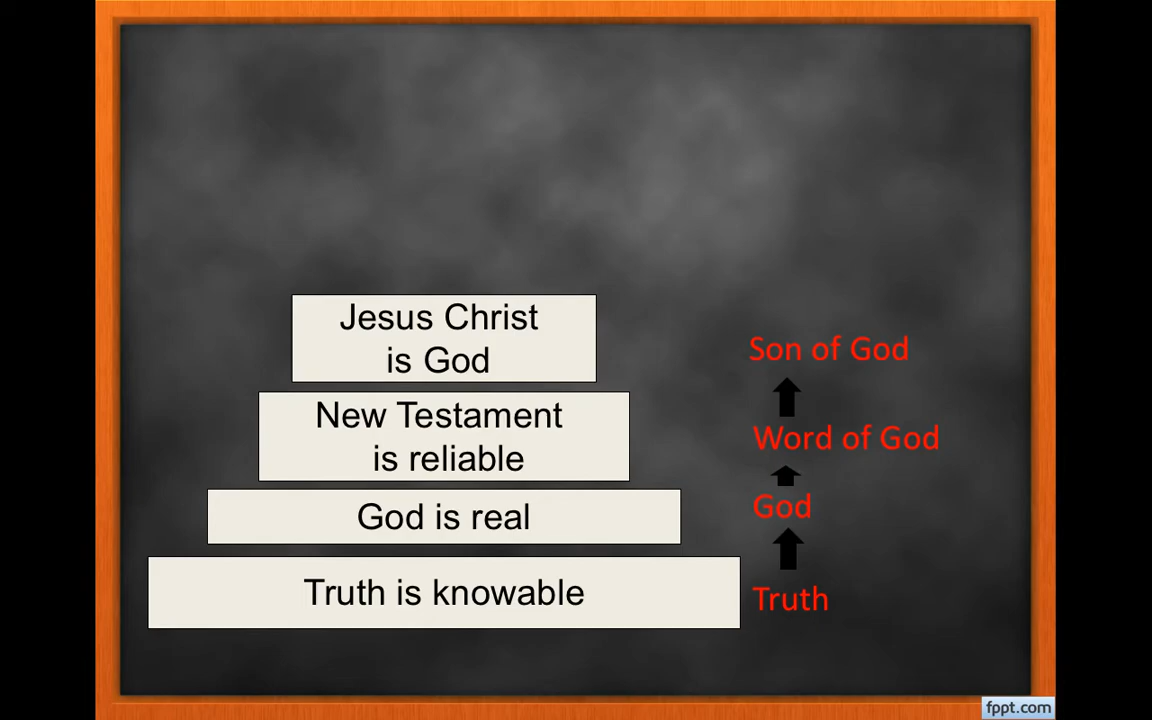 Jesus Christ
is God
Son of God
New Testament
is reliable
Word of God
God is real
God
Truth is knowable
Truth
fppt.com